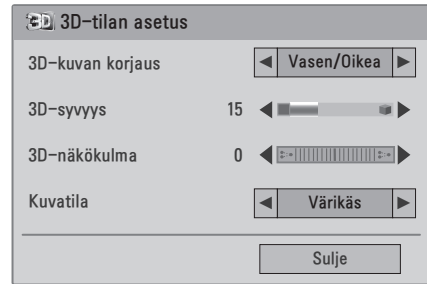 3D 3D-tilan asetus
3D-kuvan korjaus ◀ Vasen/Oikea ▶
3D-syvyys 15
3D-näkökulma 0
Kuvatila ◀ Värikäs ▶
Sulje